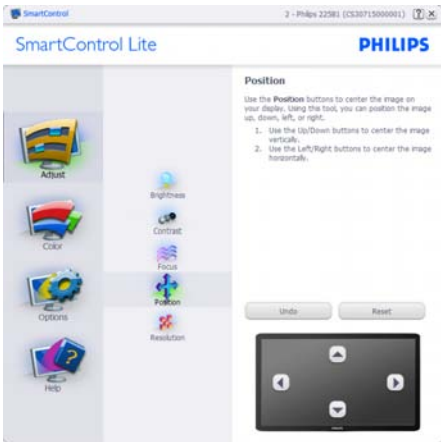 SmartControl
2 - Philips 225B1 (CS30715000001)
SmartControl Lite
PHILIPS
Adjust
Color
Options
Help
Brightness
Contrast
Focus
Position
Resolution
Position
Use the Position buttons to center the image on
your display. Using the tool, you can position the image
up, down, left, or right.
1. Use the Up/Down buttons to center the image
vertically.
2. Use the Left/Right buttons to center the image
horizontally.
Undo
Reset